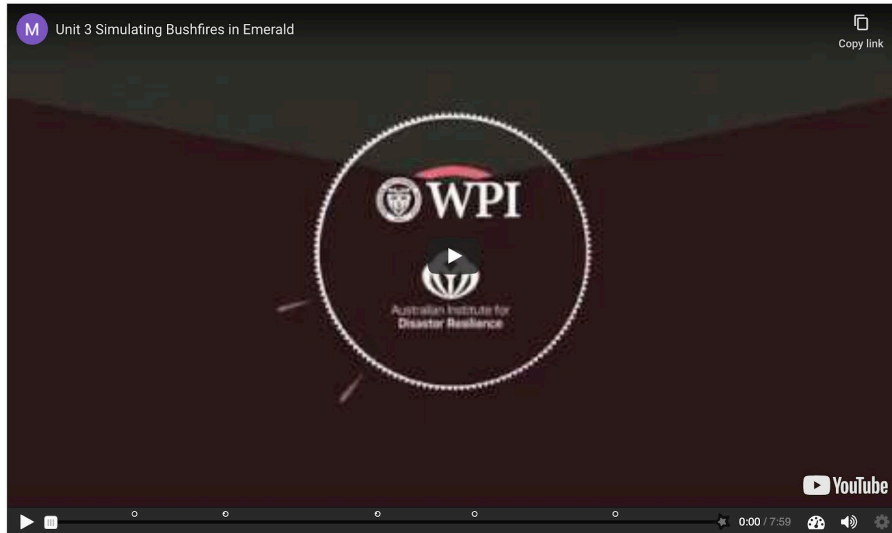 M
Unit 3 Simulating Bushfires in Emerald
Copy link
WPI
Australian Institute for
Disaster Resilience
YouTube
0:00 / 7:59